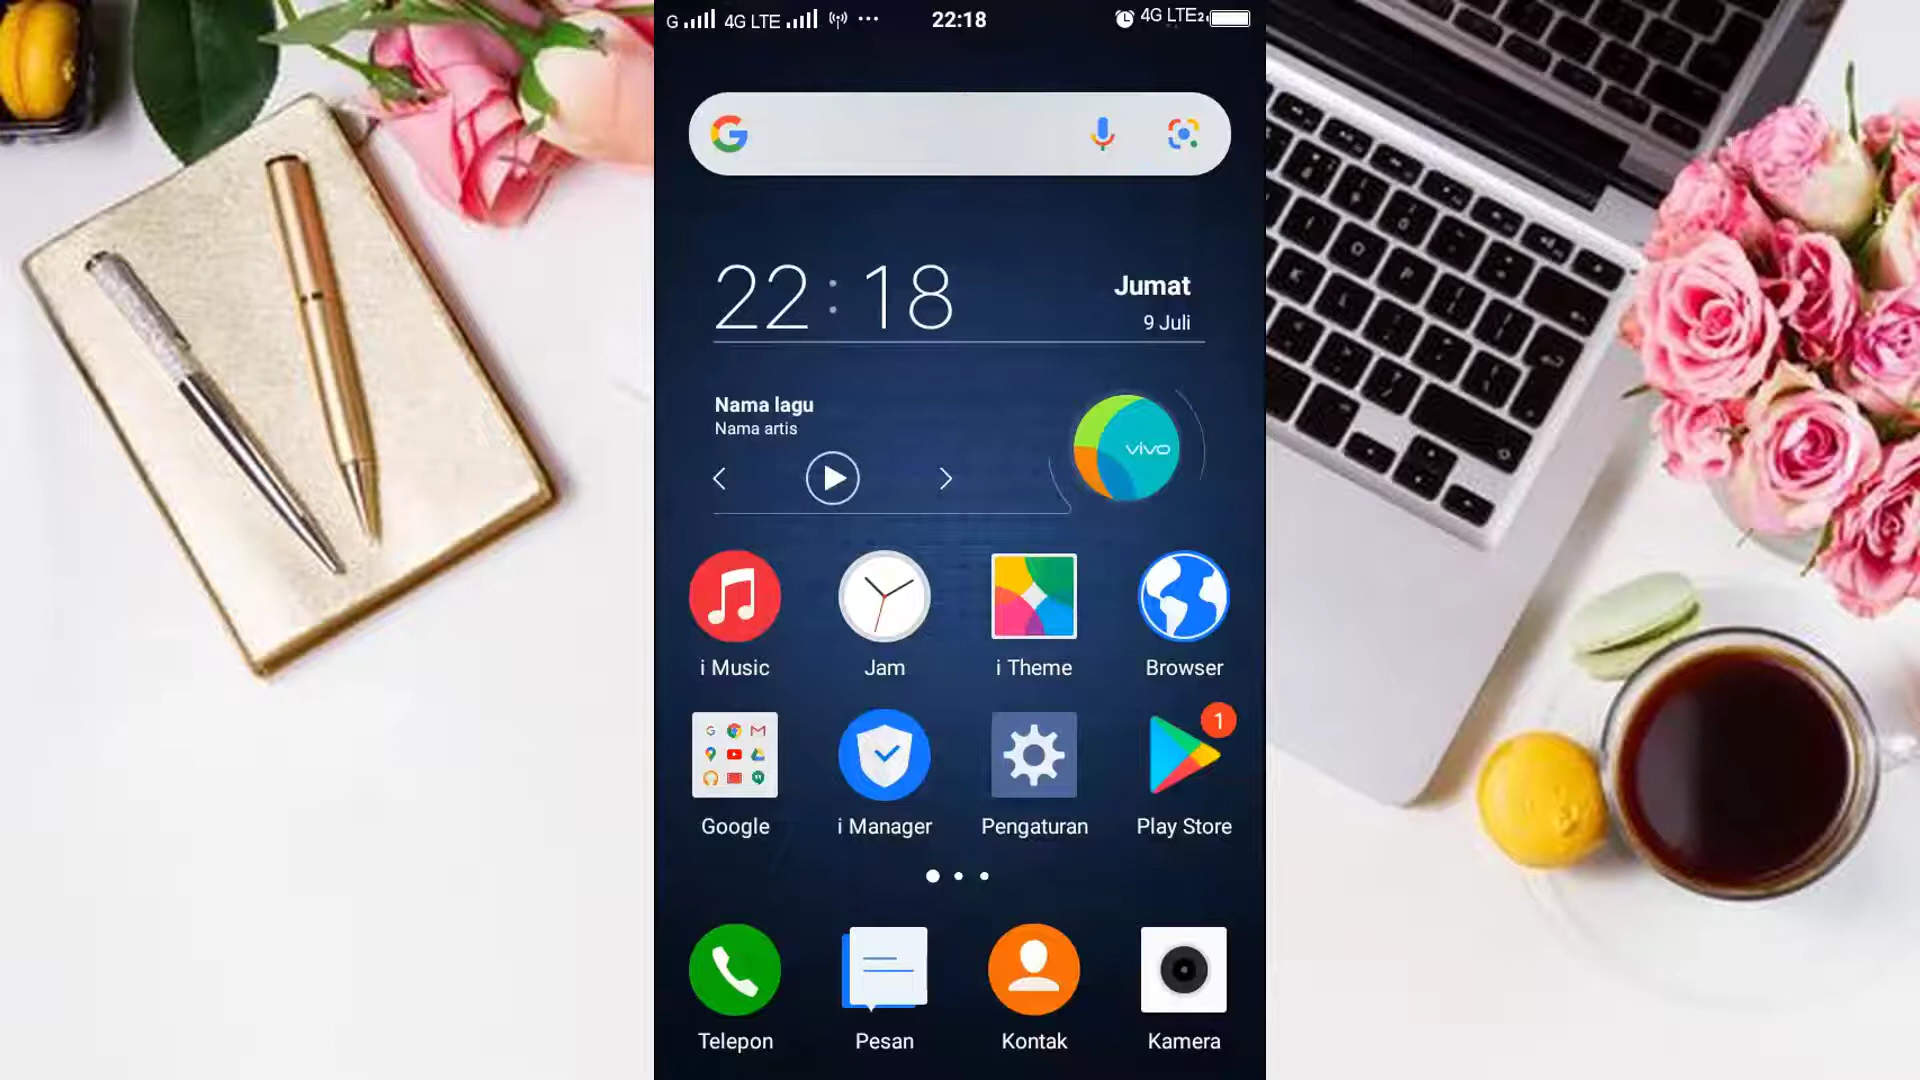 G 4G LTE 22:18 4G LTE2
22:18
Jumat
9 Juli
Nama lagu
Nama artis
vivo
i Music Jam i Theme Browser
1
Google i Manager Pengaturan Play Store
Telepon Pesan Kontak Kamera